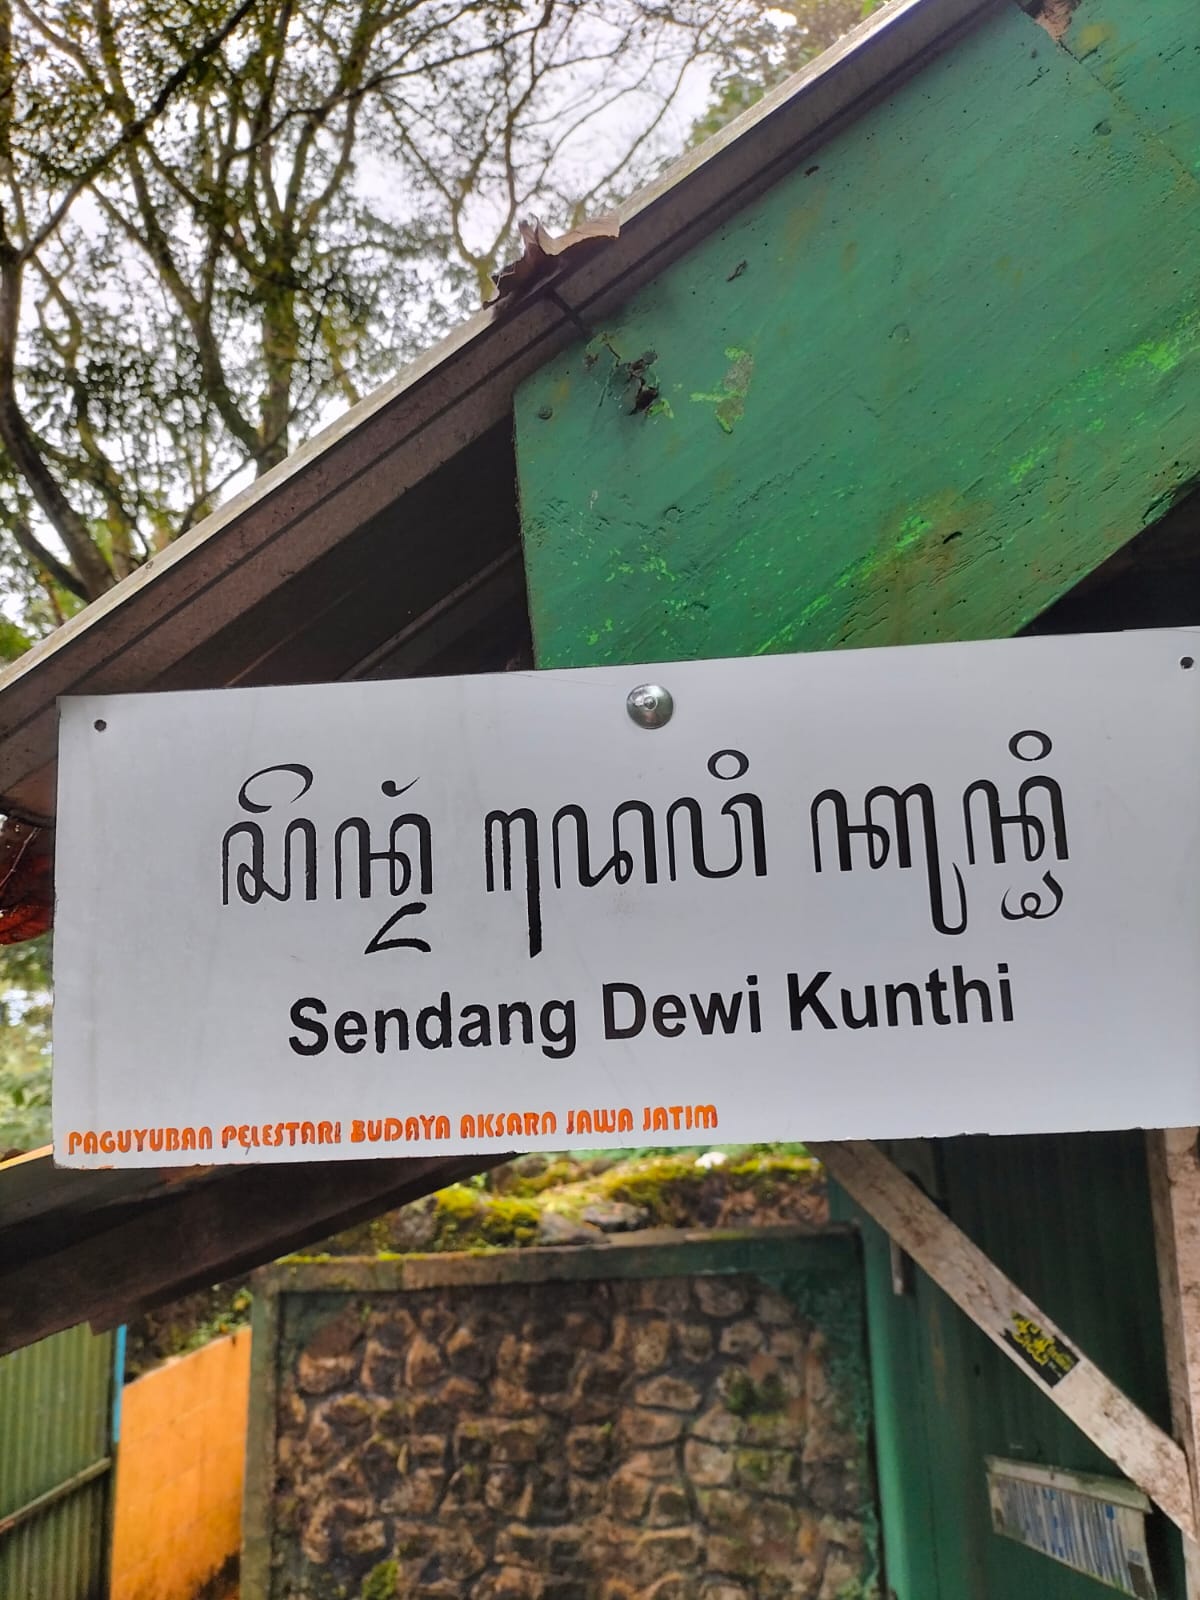 ꦱꦼꦤ꧀ꦢꦁ ꦢꦺꦮꦶ ꦏꦸꦤ꧀ꦛꦶ
Sendang Dewi Kunthi
PAGUYUBAN PELESTARI BUDAYA AKSARA JAWA JATIM